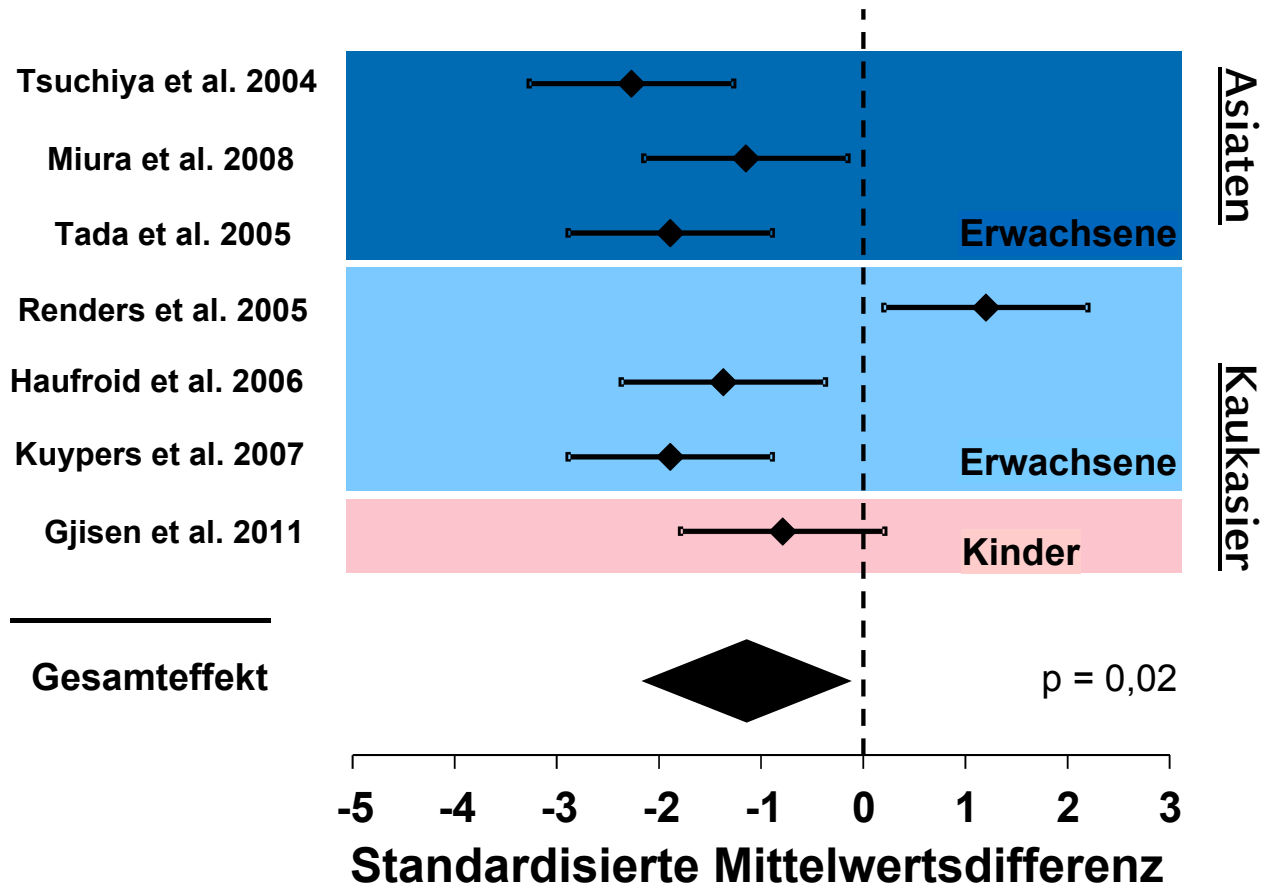 Tsuchiya et al. 2004
Miura et al. 2008
Tada et al. 2005
Erwachsene
Asiaten
Renders et al. 2005
Haufroid et al. 2006
Kuypers et al. 2007
Erwachsene
Gjisen et al. 2011
Kinder
Kaukasier
Gesamteffekt
p = 0,02
-5 -4 -3 -2 -1 0 1 2 3
Standardisierte Mittelwertsdifferenz